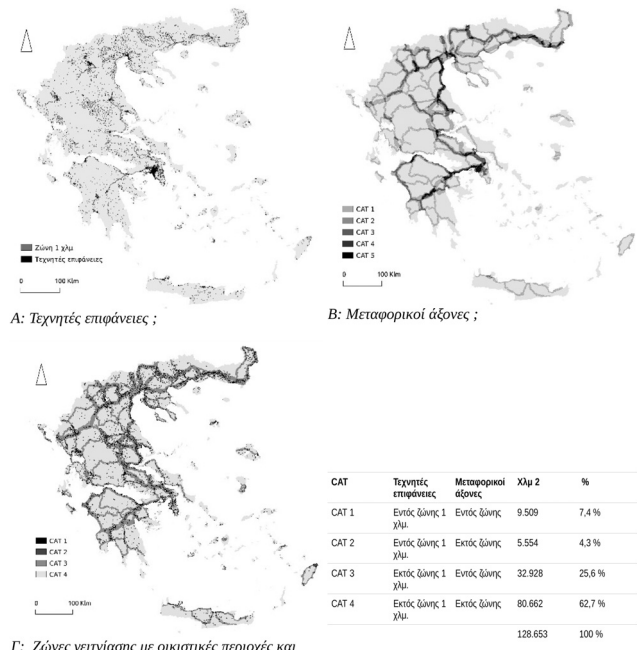 Ζώνη 1 χλμ
Τεχνητές επιφάνειες
0 100 Klm
Α: Τεχνητές επιφάνειες ;
CAT 1
CAT 2
CAT 3
CAT 4
CAT 5
0 100 Klm
Β: Μεταφορικοί άξονες ;
CAT 1
CAT 2
CAT 3
CAT 4
0 100 Klm
Γ: Ζώνες γειτνίασης με οικιστικές περιοχές και
CAT Τεχνητές Μεταφορικοί Χλμ 2 %
επιφάνειες άξονες
CAT 1 Εντός ζώνης 1 Εντός ζώνης 9.509 7,4 %
χλμ.
CAT 2 Εντός ζώνης 1 Εκτός ζώνης 5.554 4,3 %
χλμ.
CAT 3 Εκτός ζώνης 1 Εντός ζώνης 32.928 25,6 %
χλμ.
CAT 4 Εκτός ζώνης 1 Εκτός ζώνης 80.662 62,7 %
χλμ.
128.653 100 %